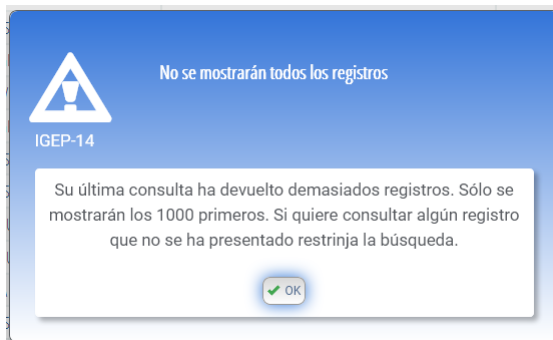 No se mostrarán todos los registros
IGEP-14
Su última consulta ha devuelto demasiados registros. Sólo se
mostrarán los 1000 primeros. Si quiere consultar algún registro
que no se ha presentado restrinja la búsqueda.
OK